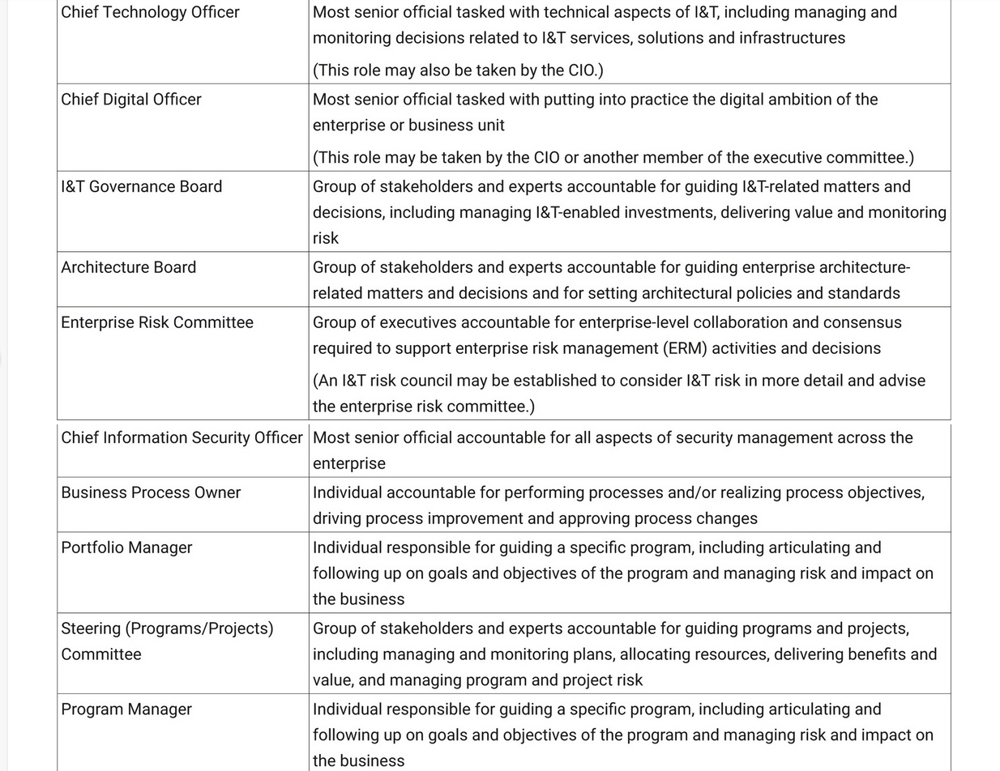 Chief Technology Officer
Most senior official tasked with technical aspects of I&T, including managing and
monitoring decisions related to I&T services, solutions and infrastructures
(This role may also be taken by the CIO.)
Chief Digital Officer
Most senior official tasked with putting into practice the digital ambition of the
enterprise or business unit
(This role may be taken by the CIO or another member of the executive committee.)
I&T Governance Board
Group of stakeholders and experts accountable for guiding I&T-related matters and
decisions, including managing I&T-enabled investments, delivering value and monitoring
risk
Architecture Board
Group of stakeholders and experts accountable for guiding enterprise architecture-
related matters and decisions and for setting architectural policies and standards
Enterprise Risk Committee
Group of executives accountable for enterprise-level collaboration and consensus
required to support enterprise risk management (ERM) activities and decisions
(An I&T risk council may be established to consider I&T risk in more detail and advise
the enterprise risk committee.)
Chief Information Security Officer
Most senior official accountable for all aspects of security management across the
enterprise
Business Process Owner
Individual accountable for performing processes and/or realizing process objectives,
driving process improvement and approving process changes
Portfolio Manager
Individual responsible for guiding a specific program, including articulating and
following up on goals and objectives of the program and managing risk and impact on
the business
Steering (Programs/Projects)
Committee
Group of stakeholders and experts accountable for guiding programs and projects,
including managing and monitoring plans, allocating resources, delivering benefits and
value, and managing program and project risk
Program Manager
Individual responsible for guiding a specific program, including articulating and
following up on goals and objectives of the program and managing risk and impact on
the business